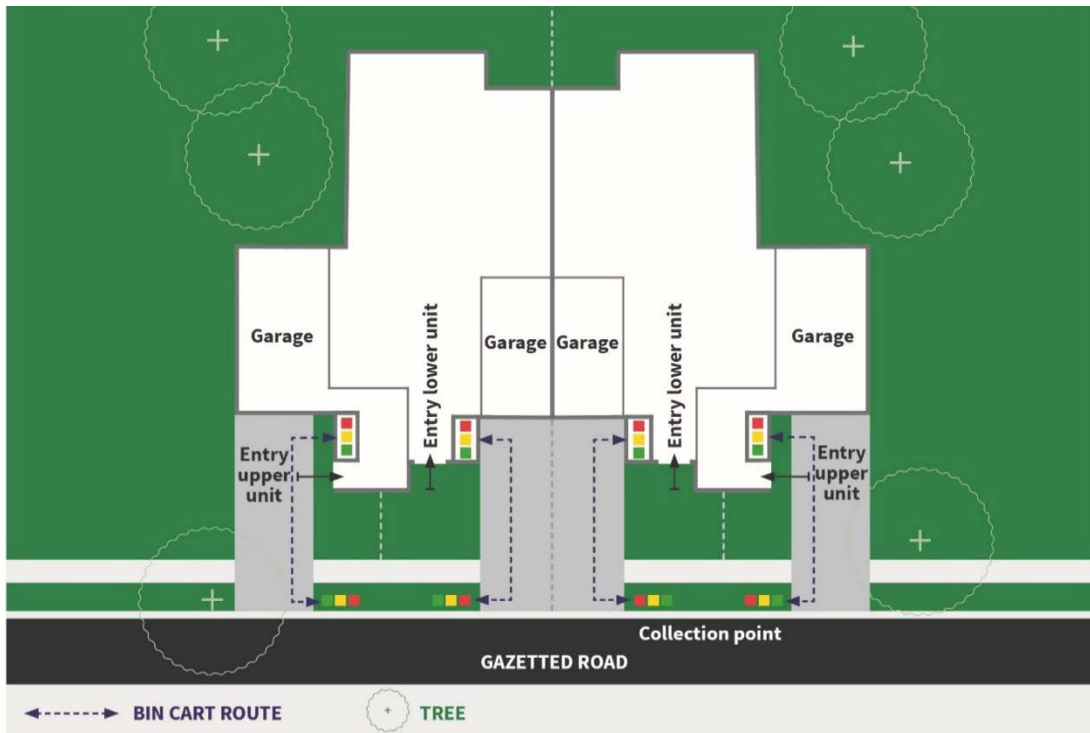 Garage
Entry lower unit
Garage
Garage
Entry lower unit
Garage
Entry
upper
unit
Entry
upper
unit
Collection point
GAZETTED ROAD
BIN CART ROUTE
TREE